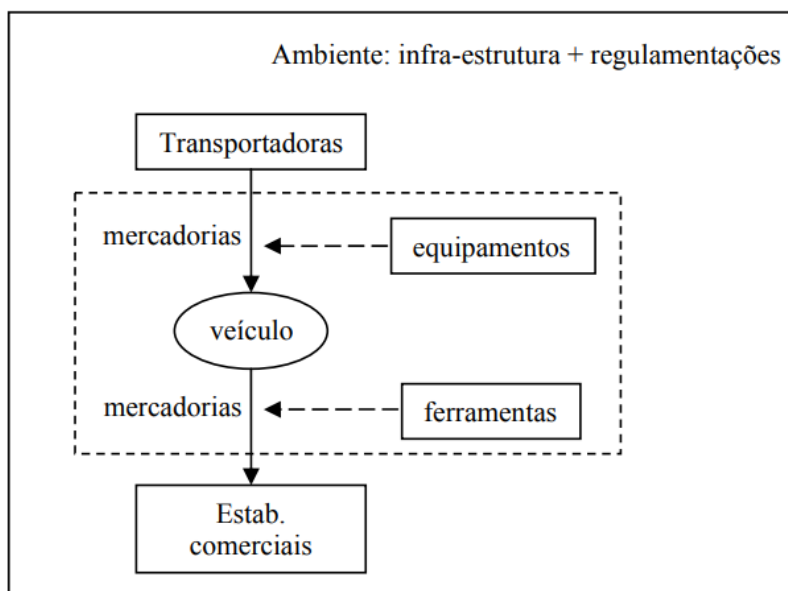 Ambiente: infra-estrutura + regulamentações
Transportadoras
mercadorias
equipamentos
veículo
mercadorias
ferramentas
Estab.
comerciais